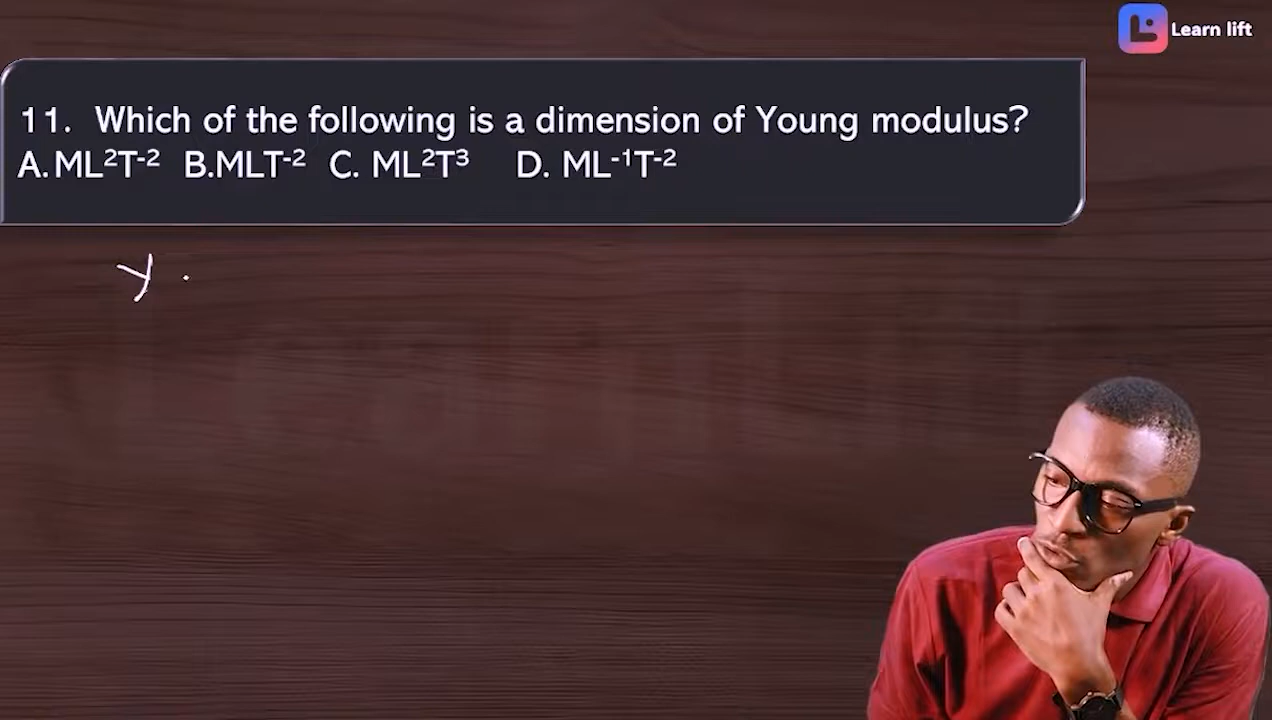 Learn lift
11. Which of the following is a dimension of Young modulus?
A.ML²T⁻² B.MLT⁻² C. ML²T³ D. ML⁻¹T⁻²
y .